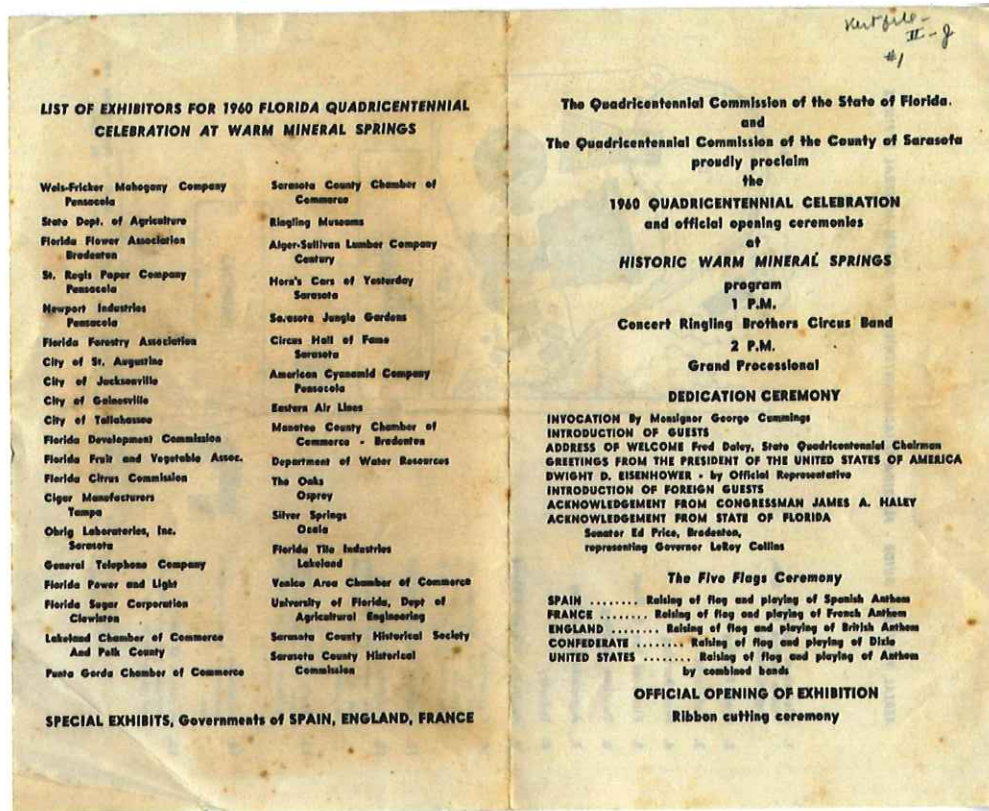 LIST OF EXHIBITORS FOR 1960 FLORIDA QUADRICENTENNIAL
CELEBRATION AT WARM MINERAL SPRINGS
Weis-Fricker Mahogany Company
Pensacola
State Dept. of Agriculture
Florida Flower Association
Bradenton
St. Regis Paper Company
Pensacola
Newport Industries
Pensacola
Florida Forestry Association
City of St. Augustine
City of Jacksonville
City of Gainesville
City of Tallahassee
Florida Development Commission
Florida Fruit and Vegetable Assoc.
Florida Citrus Commission
Cigar Manufacturers
Tampa
Obrig Laboratories, Inc.
Sarasota
General Telephone Company
Florida Power and Light
Florida Sugar Corporation
Clewiston
Lakeland Chamber of Commerce
And Polk County
Punta Gorda Chamber of Commerce
Sarasota County Chamber of
Commerce
Ringling Museums
Alger-Sullivan Lumber Company
Century
Horn's Cars of Yesterday
Sarasota
Sarasota Jungle Gardens
Circus Hall of Fame
Sarasota
American Cyanamid Company
Pensacola
Eastern Air Lines
Manatee County Chamber of
Commerce - Bradenton
Department of Water Resources
The Oaks
Osprey
Silver Springs
Ocala
Florida Tile Industries
Lakeland
Venice Area Chamber of Commerce
University of Florida, Dept of
Agricultural Engineering
Sarasota County Historical Society
Sarasota County Historical
Commission
SPECIAL EXHIBITS, Governments of SPAIN, ENGLAND, FRANCE
II-J
#1
The Quadricentennial Commission of the State of Florida.
and
The Quadricentennial Commission of the County of Sarasota
proudly proclaim
the
1960 QUADRICENTENNIAL CELEBRATION
and official opening ceremonies
at
HISTORIC WARM MINERAL SPRINGS
program
1 P.M.
Concert Ringling Brothers Circus Band
2 P.M.
Grand Processional
DEDICATION CEREMONY
INVOCATION By Monsignor George Cummings
INTRODUCTION OF GUESTS
ADDRESS OF WELCOME Fred Daley, State Quadricentennial Chairman
GREETINGS FROM THE PRESIDENT OF THE UNITED STATES OF AMERICA
DWIGHT D. EISENHOWER - by Official Representative
INTRODUCTION OF FOREIGN GUESTS
ACKNOWLEDGEMENT FROM CONGRESSMAN JAMES A. HALEY
ACKNOWLEDGEMENT FROM STATE OF FLORIDA
Senator Ed Price, Bradenton,
representing Governor LeRoy Collins
The Five Flags Ceremony
SPAIN ........ Raising of flag and playing of Spanish Anthem
FRANCE ........ Raising of flag and playing of French Anthem
ENGLAND ........ Raising of flag and playing of British Anthem
CONFEDERATE ........ Raising of flag and playing of Dixie
UNITED STATES ....... Raising of flag and playing of Anthem
by combined bands
OFFICIAL OPENING OF EXHIBITION
Ribbon cutting ceremony